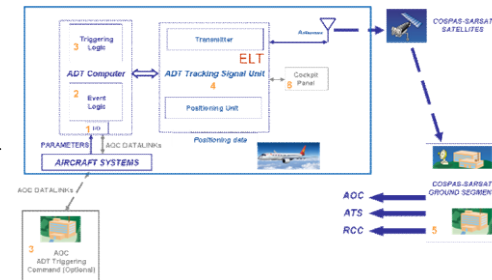 Triggering
Logic
3
ADT Computer
2
Event
Logic
1 I/O
PARAMETERS
AOC DATALINKs
AIRCRAFT SYSTEMS
Transmitter
ELT
ADT Tracking Signal Unit
4
Positioning Unit
Positioning data
Antennas
Cockpit
Panel
COSPAS-SARSAT
SATELLITES
COSPAS-SARSAT
GROUND SEGMENT
5
AOC
ATS
RCC
AOC DATALINKs
3
AOC
ADT Triggering
Command (Optional)